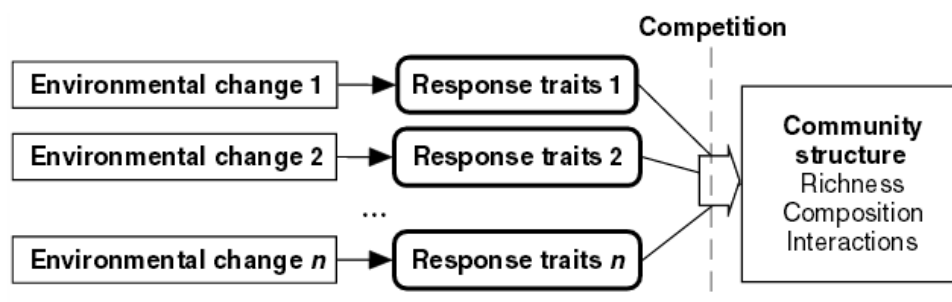 Competition
Environmental change 1
Response traits 1
Environmental change 2
Response traits 2
...
Environmental change n
Response traits n
Community
structure
Richness
Composition
Interactions